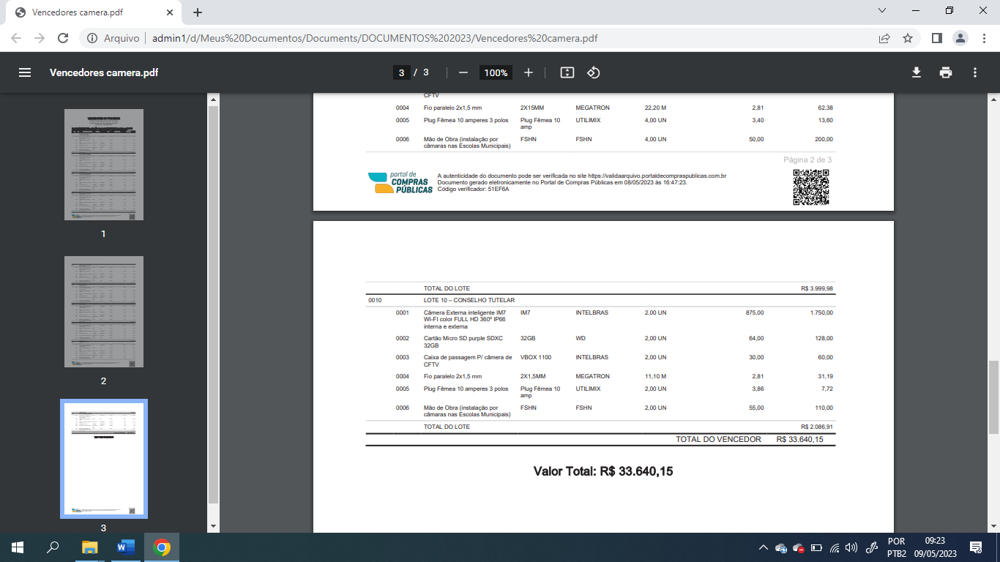 Vencedores camera.pdf
Arquivo admin1/d/Meus%20Documentos/Documents/DOCUMENTOS%202023/Vencedores%20camera.pdf
Vencedores camera.pdf
3 / 3
100%
1
2
3
CFTV
0004 Fio paralelo 2x1,5 mm 2X15MM MEGATRON 22,20 M 2,81 62,38
0005 Plug Fêmea 10 amperes 3 polos Plug Fêmea 10 UTILIMIX 4,00 UN 3,40 13,60
amp
0006 Mão de Obra (instalação por FSHN FSHN 4,00 UN 50,00 200,00
câmaras nas Escolas Municipais)
Página 2 de 3
portal de
COMPRAS
PÚBLICAS
A autenticidade do documento pode ser verificada no site https://validaarquivo.portaldecompraspublicas.com.br
Documento gerado eletronicamente no Portal de Compras Públicas em 08/05/2023 às 16:47:23.
Código verificador: 51EF6A
TOTAL DO LOTE R$ 3.999,98
0010 LOTE 10 – CONSELHO TUTELAR
0001 Câmera Externa inteligente IM7 IM7 INTELBRAS 2,00 UN 875,00 1.750,00
WI-FI color FULL HD 360º IP66
interna e externa
0002 Cartão Micro SD purple SDXC 32GB WD 2,00 UN 64,00 128,00
32GB
0003 Caixa de passagem P/ câmera de VBOX 1100 INTELBRAS 2,00 UN 30,00 60,00
CFTV
0004 Fio paralelo 2x1,5 mm 2X1,5MM MEGATRON 11,10 M 2,81 31,19
0005 Plug Fêmea 10 amperes 3 polos Plug Fêmea 10 UTILIMIX 2,00 UN 3,86 7,72
amp
0006 Mão de Obra (instalação por FSHN FSHN 2,00 UN 55,00 110,00
câmaras nas Escolas Municipais)
TOTAL DO LOTE R$ 2.086,91
TOTAL DO VENCEDOR R$ 33.640,15
Valor Total: R$ 33.640,15
POR 09:23
PTB2 09/05/2023